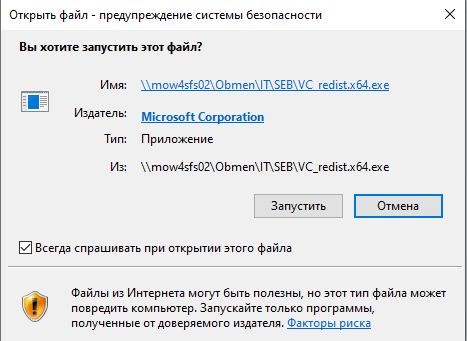 Открыть файл - предупреждение системы безопасности
Вы хотите запустить этот файл?
Имя: \\mow4sfs02\Obmen\IT\SEB\VC_redist.x64.exe
Издатель: Microsoft Corporation
Тип: Приложение
Из: \\mow4sfs02\Obmen\IT\SEB\VC_redist.x64.exe
Запустить Отмена
Всегда спрашивать при открытии этого файла
Файлы из Интернета могут быть полезны, но этот тип файла может
повредить компьютер. Запускайте только программы,
полученные от доверяемого издателя. Факторы риска